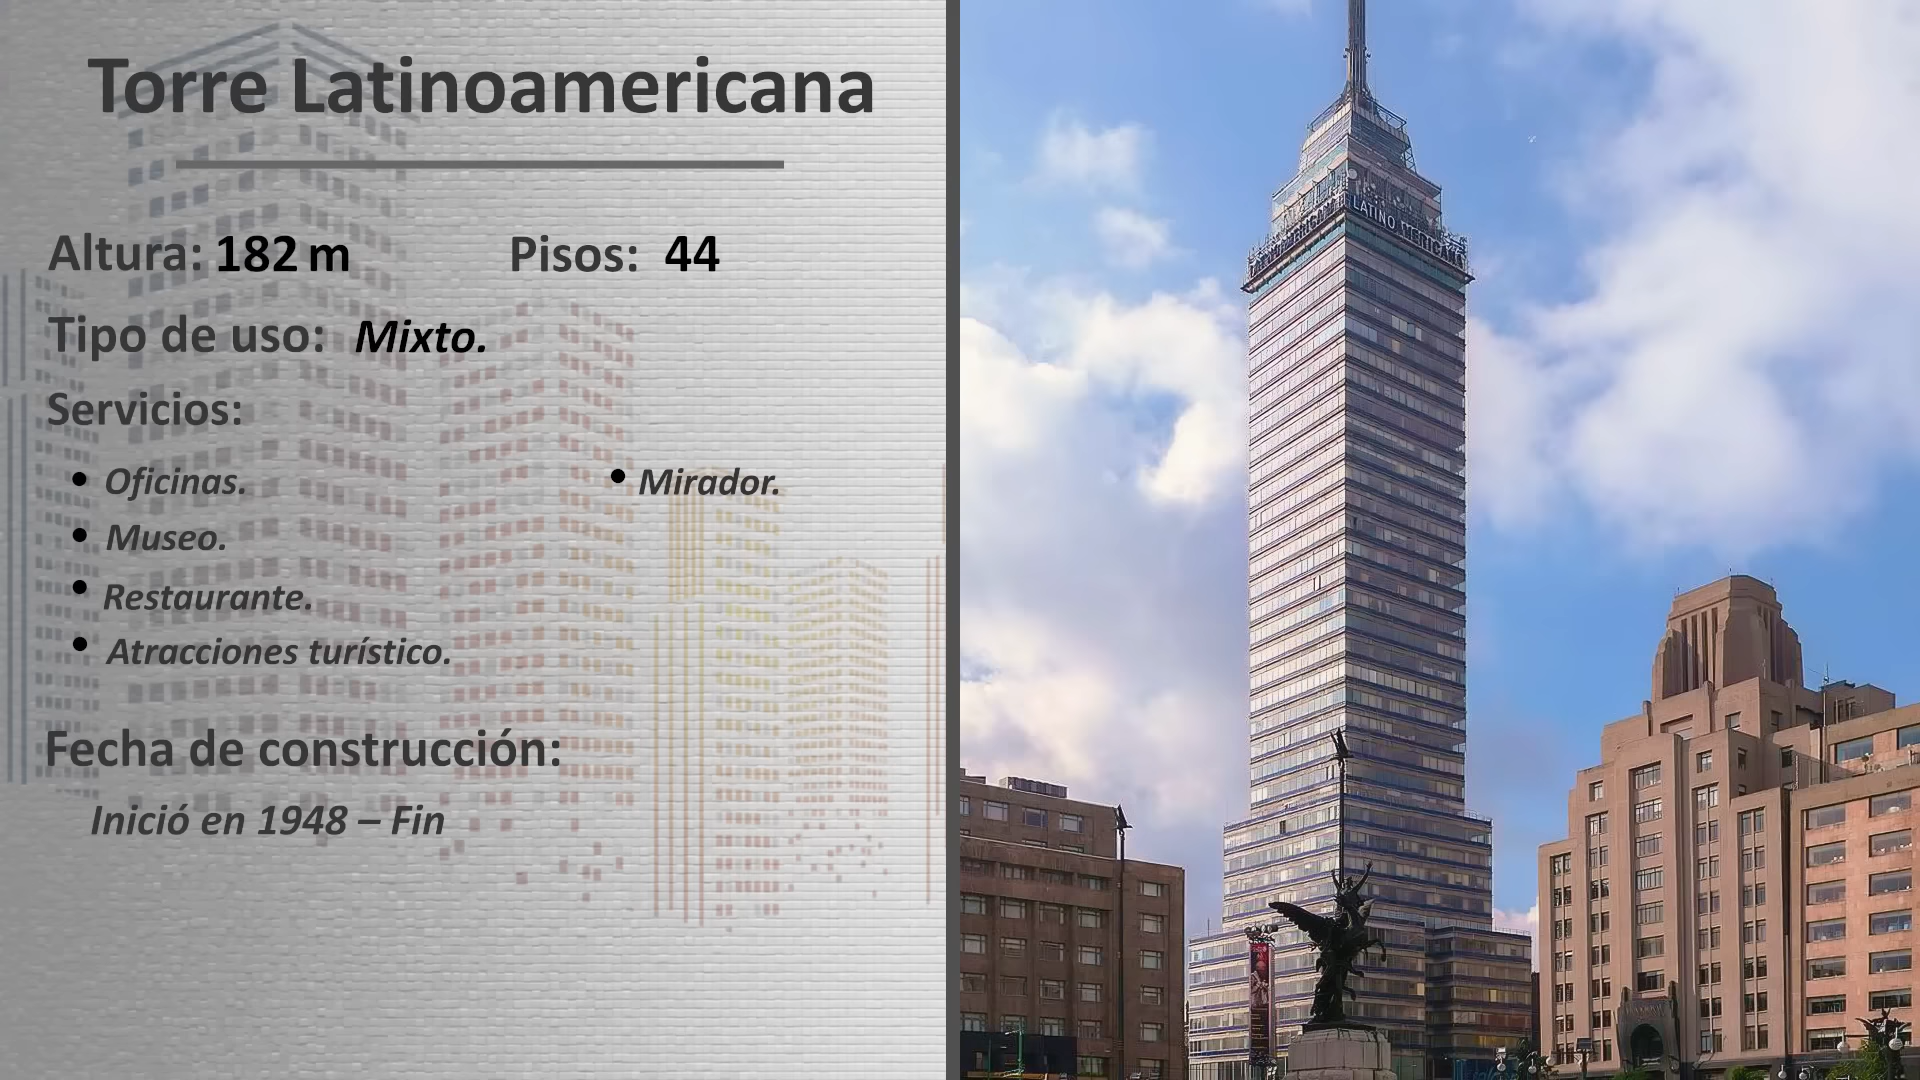 Torre Latinoamericana
Altura: 182 m Pisos: 44
Tipo de uso: Mixto.
Servicios:
• Oficinas.
• Museo.
• Restaurante.
• Atracciones turístico.
• Mirador.
Fecha de construcción:
Inició en 1948 – Fin
LATINO